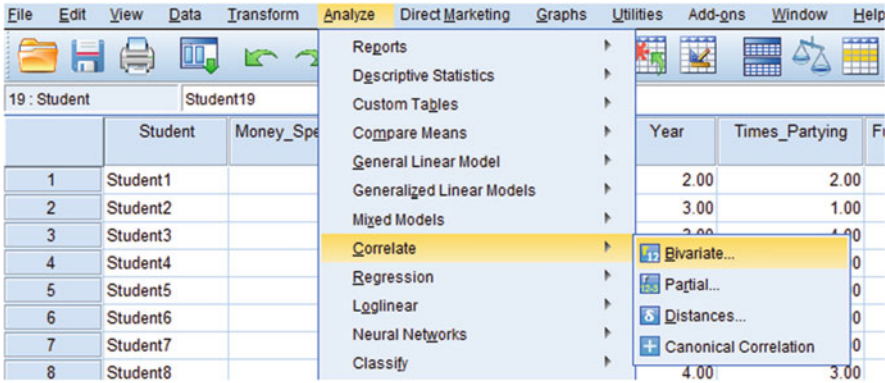 File Edit View Data Transform Analyze Direct Marketing Graphs Utilities Add-ons Window Help
19 : Student Student19
Student Money_Spe Year Times_Partying
1 Student1 2.00 2.00
2 Student2 3.00 1.00
3 Student3
4 Student4
5 Student5
6 Student6
7 Student7
8 Student8 4.00 3.00
Reports
Descriptive Statistics
Custom Tables
Compare Means
General Linear Model
Generalized Linear Models
Mixed Models
Correlate
Regression
Loglinear
Neural Networks
Classify
Bivariate...
Partial...
Distances...
Canonical Correlation